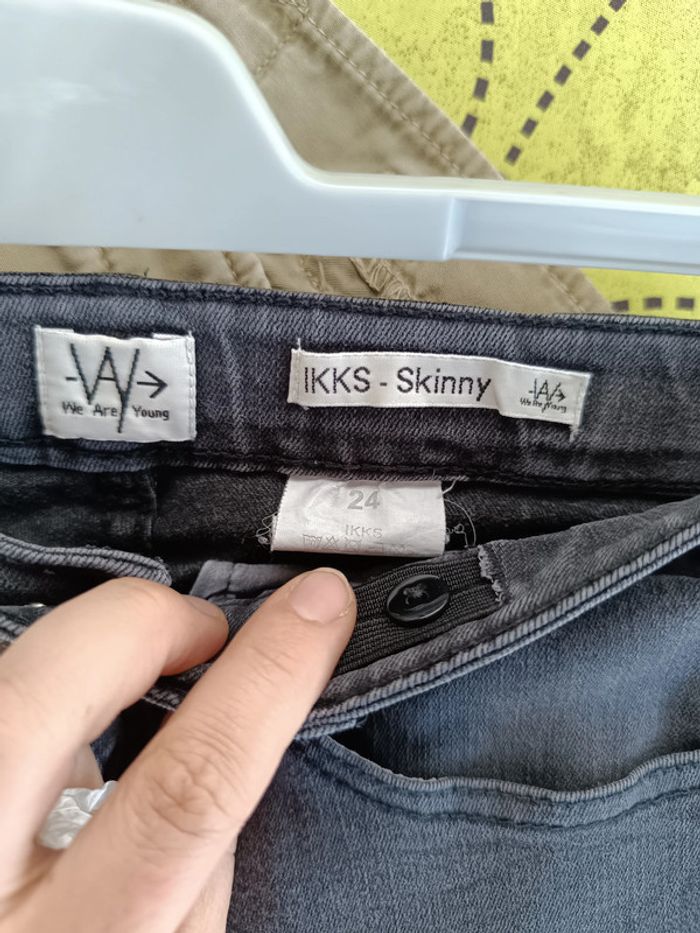 We Are Young
IKKS - Skinny
We Are Young
24
IKKS